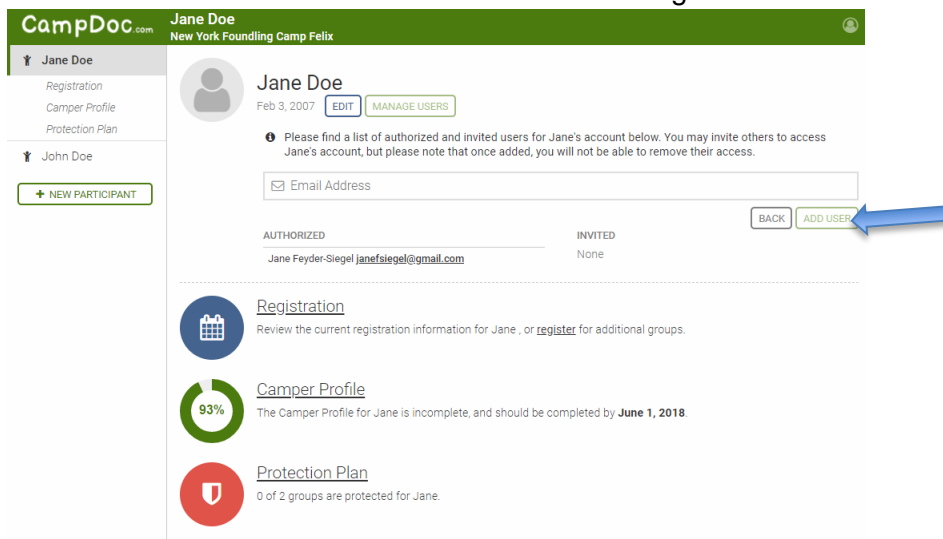 CampDoc.com
Jane Doe
New York Foundling Camp Felix
Jane Doe
Registration
Camper Profile
Protection Plan
John Doe
+ NEW PARTICIPANT
Jane Doe
Feb 3, 2007 EDIT MANAGE USERS
Please find a list of authorized and invited users for Jane's account below. You may invite others to access
Jane's account, but please note that once added, you will not be able to remove their access.
Email Address
BACK ADD USER
AUTHORIZED INVITED
Jane Feyder-Siegel janefsiegel@gmail.com None
Registration
Review the current registration information for Jane , or register for additional groups.
93%
Camper Profile
The Camper Profile for Jane is incomplete, and should be completed by June 1, 2018.
Protection Plan
0 of 2 groups are protected for Jane.